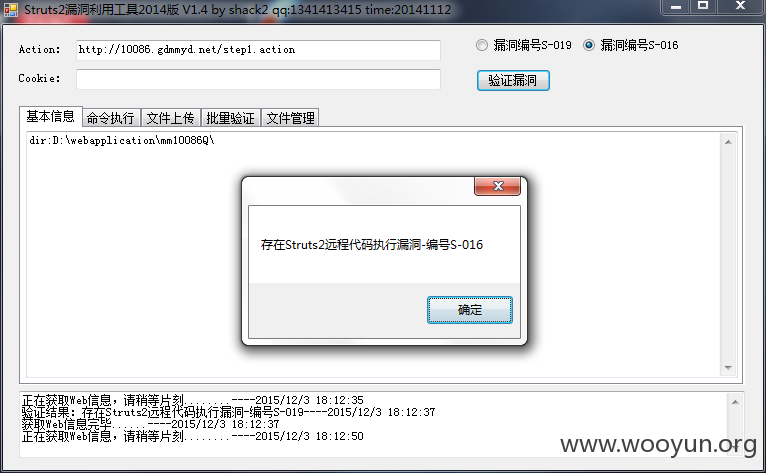 Struts2漏洞利用工具2014版 V1.4 by shack2 qq:1341413415 time:20141112
Action: http://10086.gdmmyd.net/step1.action
漏洞编号S-019 漏洞编号S-016
Cookie:
验证漏洞
基本信息 命令执行 文件上传 批量验证 文件管理
dir:D:\webapplication\mm10086Q\
存在Struts2远程代码执行漏洞-编号S-016
确定
正在获取Web信息，请稍等片刻........----2015/12/3 18:12:35
验证结果：存在Struts2远程代码执行漏洞-编号S-019----2015/12/3 18:12:37
获取Web信息完毕......----2015/12/3 18:12:37
正在获取Web信息，请稍等片刻........----2015/12/3 18:12:50
www.wooyun.org